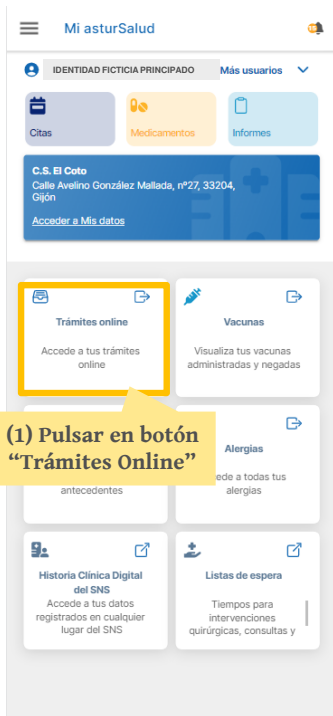 Mi asturSalud
IDENTIDAD FICTICIA PRINCIPADO
Más usuarios
Citas
Medicamentos
Informes
C.S. El Coto
Calle Avelino González Mallada, nº27, 33204,
Gijón
Acceder a Mis datos
Trámites online
Accede a tus trámites
online
Vacunas
Visualiza tus vacunas
administradas y negadas
(1) Pulsar en botón
“Trámites Online”
antecedentes
Alergias
ede a todas tus
alergias
Historia Clínica Digital
del SNS
Accede a tus datos
registrados en cualquier
lugar del SNS
Listas de espera
Tiempos para
intervenciones
quirúrgicas, consultas y